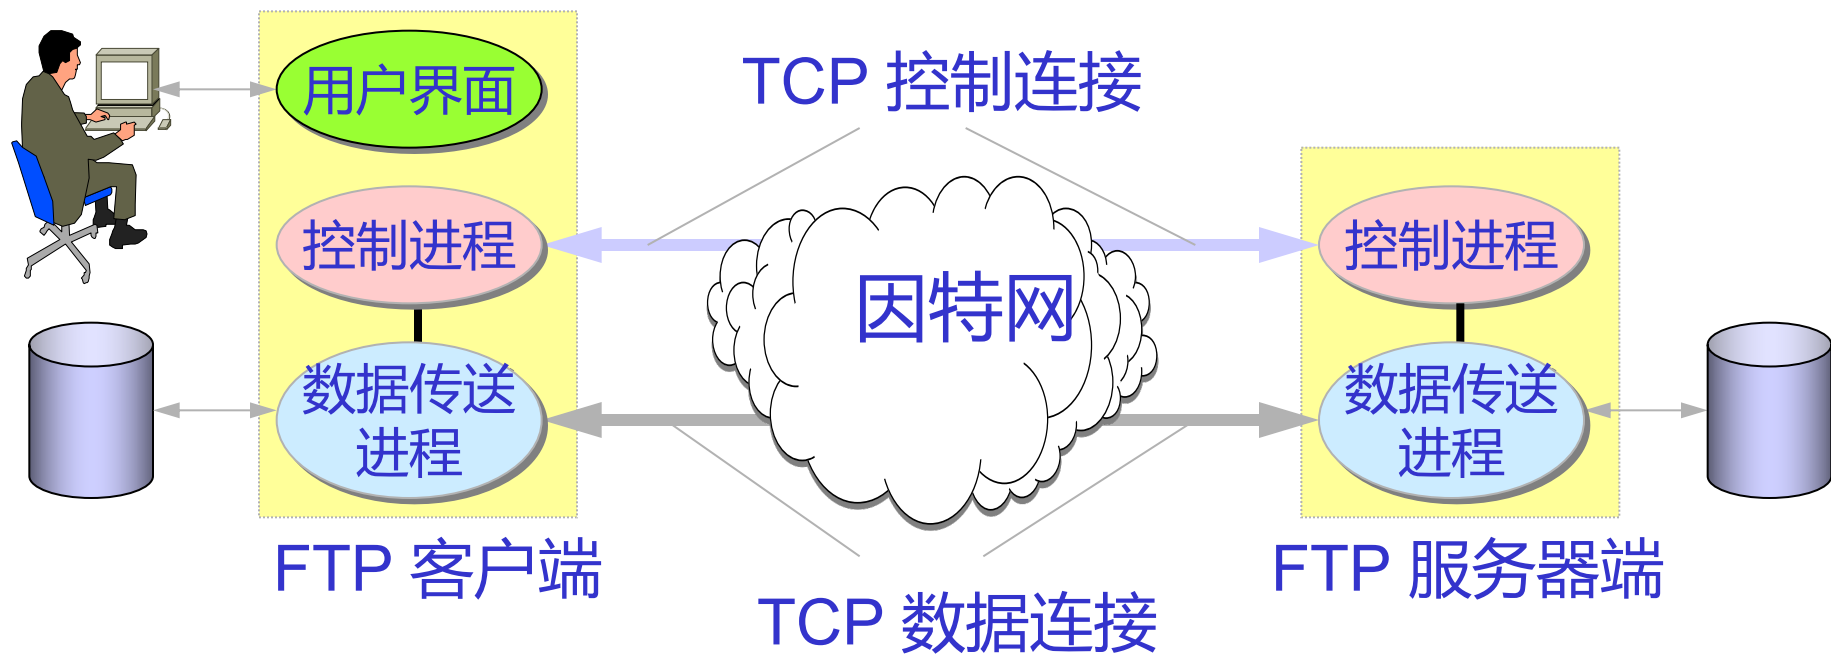 用户界面
TCP 控制连接
控制进程
控制进程
因特网
数据传送
进程
数据传送
进程
FTP 客户端
FTP 服务器端
TCP 数据连接